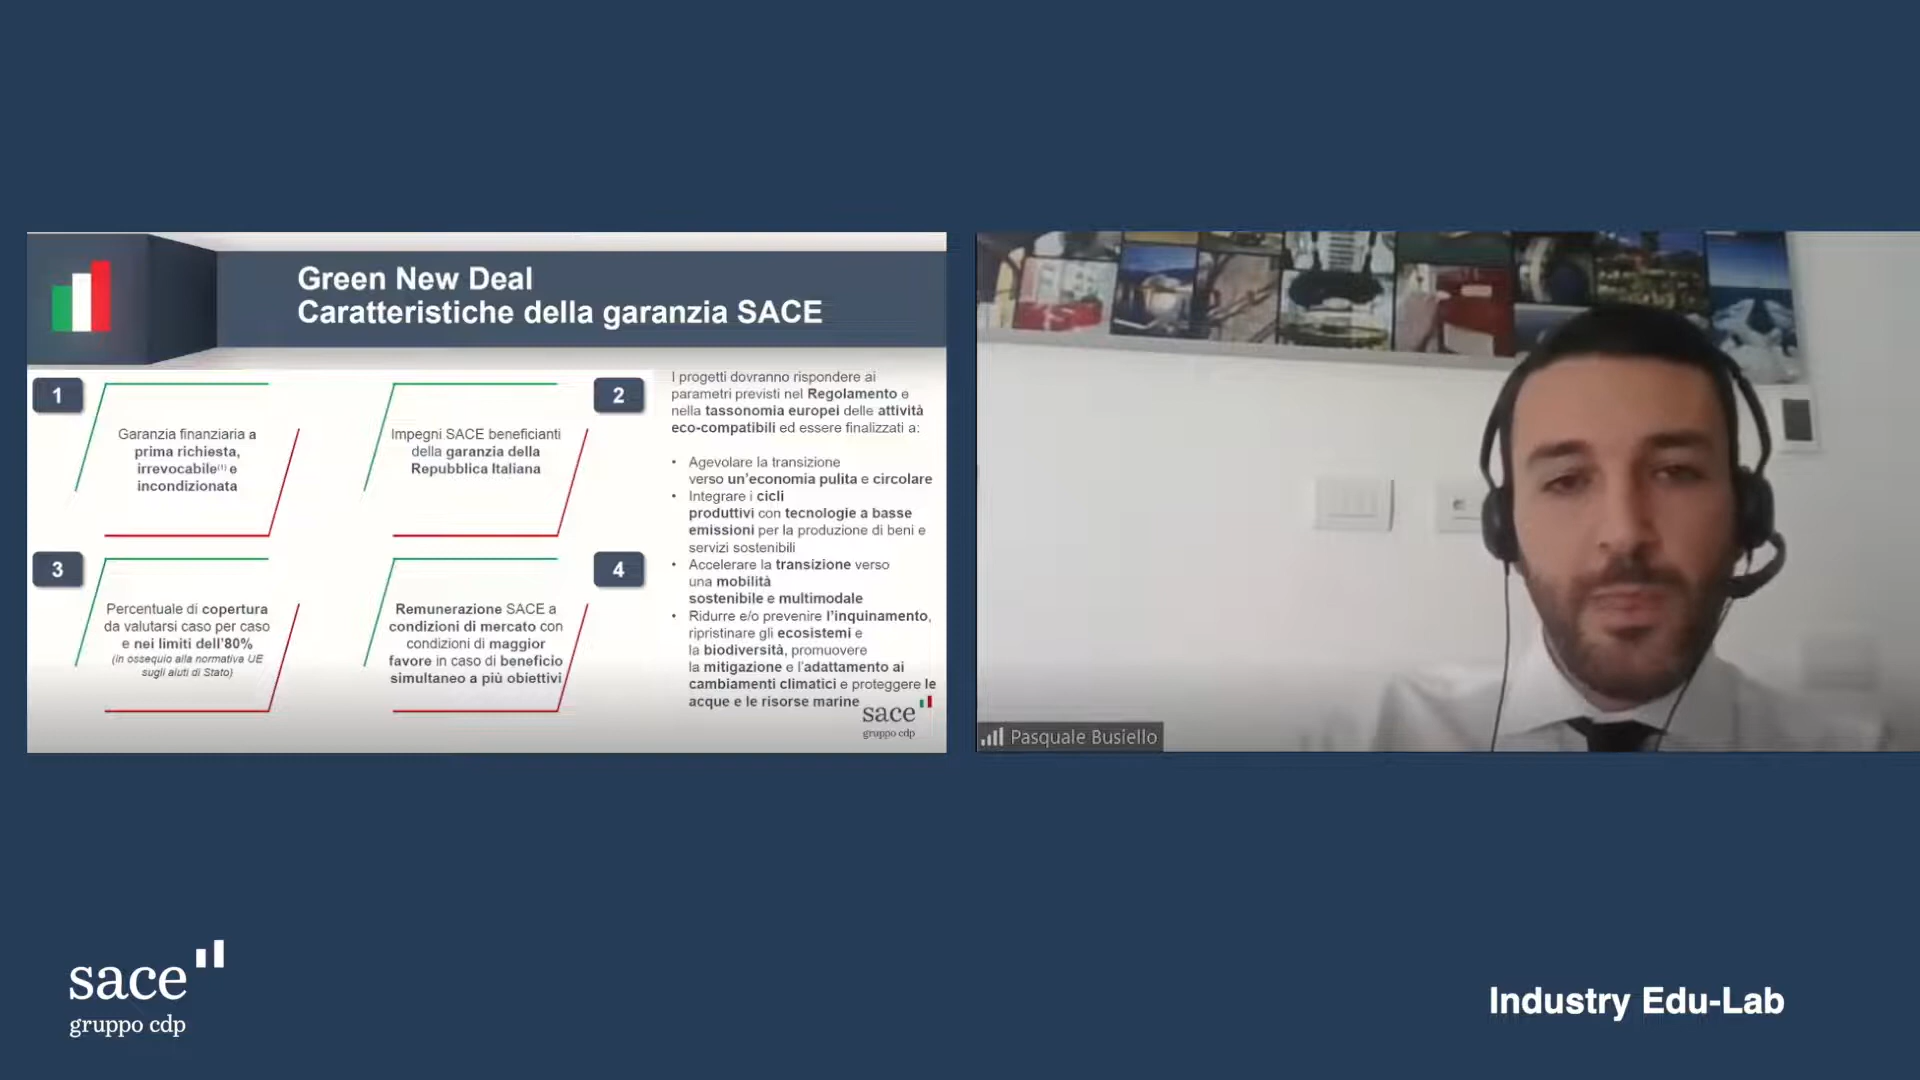 Green New Deal
Caratteristiche della garanzia SACE
1
Garanzia finanziaria a
prima richiesta,
irrevocabile(1) e
incondizionata
2
Impegni SACE beneficianti
della garanzia della
Repubblica Italiana
3
Percentuale di copertura
da valutarsi caso per caso
e nei limiti dell'80%
(in ossequio alla normativa UE
sugli aiuti di Stato)
4
Remunerazione SACE a
condizioni di mercato con
condizioni di maggior
favore in caso di beneficio
simultaneo a più obiettivi
I progetti dovranno rispondere ai
parametri previsti nel Regolamento e
nella tassonomia europei delle attività
eco-compatibili ed essere finalizzati a:
• Agevolare la transizione
verso un'economia pulita e circolare
• Integrare i cicli
produttivi con tecnologie a basse
emissioni per la produzione di beni e
servizi sostenibili
• Accelerare la transizione verso
una mobilità
sostenibile e multimodale
• Ridurre e/o prevenire l'inquinamento,
ripristinare gli ecosistemi e
la biodiversità, promuovere
la mitigazione e l'adattamento ai
cambiamenti climatici e proteggere le
acque e le risorse marine
sace
gruppo cdp
Pasquale Busiello
sace
gruppo cdp
Industry Edu-Lab